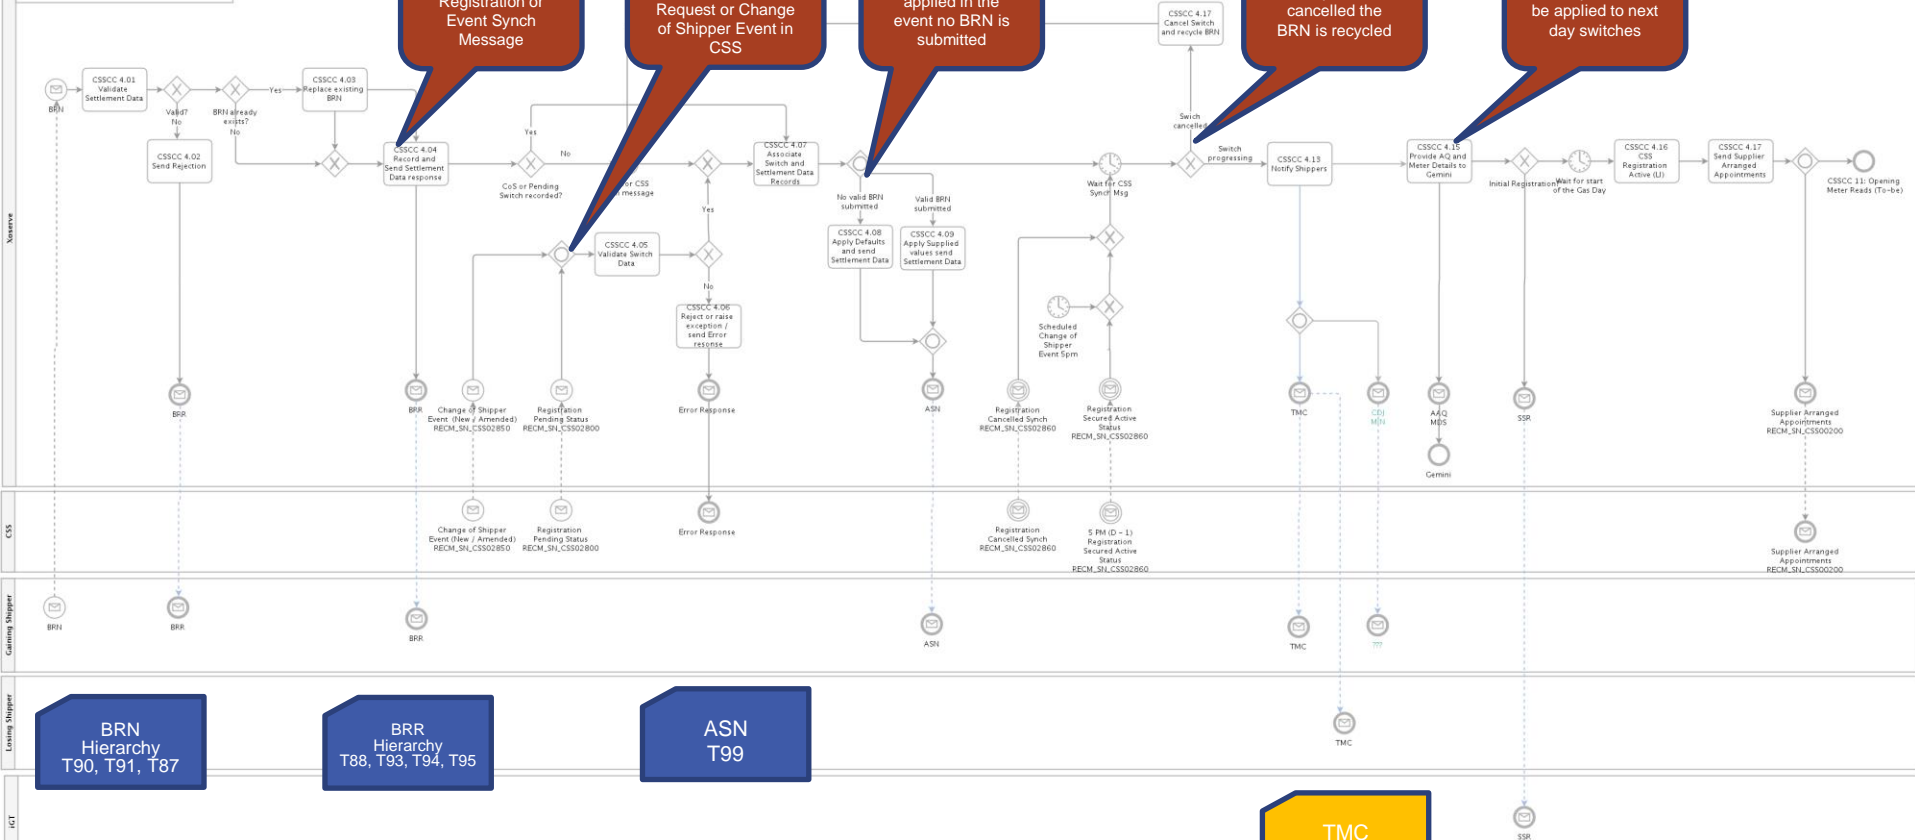 Registration or
Event Synch
Message
Request or Change
of Shipper Event in
CSS
applied in the
event no BRN is
submitted
cancelled the
BRN is recycled
be applied to next
day switches
CSSCC 4.17
Cancel Switch
and recycle BRN
Xoserve
BRN
CSSCC 4.01
Validate
Settlement Data
Valid?
No
CSSCC 4.02
Send Rejection
BRN already
exists?
Yes
No
CSSCC 4.03
Replace existing
BRN
CSSCC 4.04
Record and
Send Settlement
Data response
Yes
No
CoS or Pending
Switch recorded?
or CSS
message
CSSCC 4.05
Validate Switch
Data
Yes
No
CSSCC 4.06
Reject or raise
exception /
send Error
resonse
CSSCC 4.07
Associate
Switch and
Settlement Data
Records
No valid BRN
submitted
Valid BRN
submitted
CSSCC 4.08
Apply Defaults
and send
Settlement Data
CSSCC 4.09
Apply Supplied
values send
Settlement Data
Wait for CSS
Synch Msg
Scheduled
Change of
Shipper
Event 5pm
Swich
cancelled
Switch
progressing
CSSCC 4.13
Notify Shippers
CSSCC 4.15
Provide AQ and
Meter Details to
Gemini
Initial Registration?
Wait for start
of the Gas Day
CSSCC 4.16
CSS
Registration
Active (LI)
CSSCC 4.17
Send Supplier
Arranged
Appointments
CSSCC 11: Opening
Meter Reads (To-be)
BRR
BRR
Change of Shipper
Event (New / Amended)
RECM_SN_CSS02850
Registration
Pending Status
RECM_SN_CSS02800
Error Response
ASN
Registration
Cancelled Synch
RECM_SN_CSS02860
Registration
Secured Active
Status
RECM_SN_CSS02860
TMC
CDJ
MIN
AAQ
MDS
Gemini
SSR
Supplier Arranged
Appointments
RECM_SN_CSS00200
CSS
Change of Shipper
Event (New / Amended)
RECM_SN_CSS02850
Registration
Pending Status
RECM_SN_CSS02800
Error Response
Registration
Cancelled Synch
RECM_SN_CSS02860
5 PM (D - 1)
Registration
Secured Active
Status
RECM_SN_CSS02860
Supplier Arranged
Appointments
RECM_SN_CSS00200
Gaining Shipper
BRN
BRR
BRR
ASN
TMC
???
Losing Shipper
BRN
Hierarchy
T90, T91, T87
BRR
Hierarchy
T88, T93, T94, T95
ASN
T99
TMC
iGT
TMC
SSR